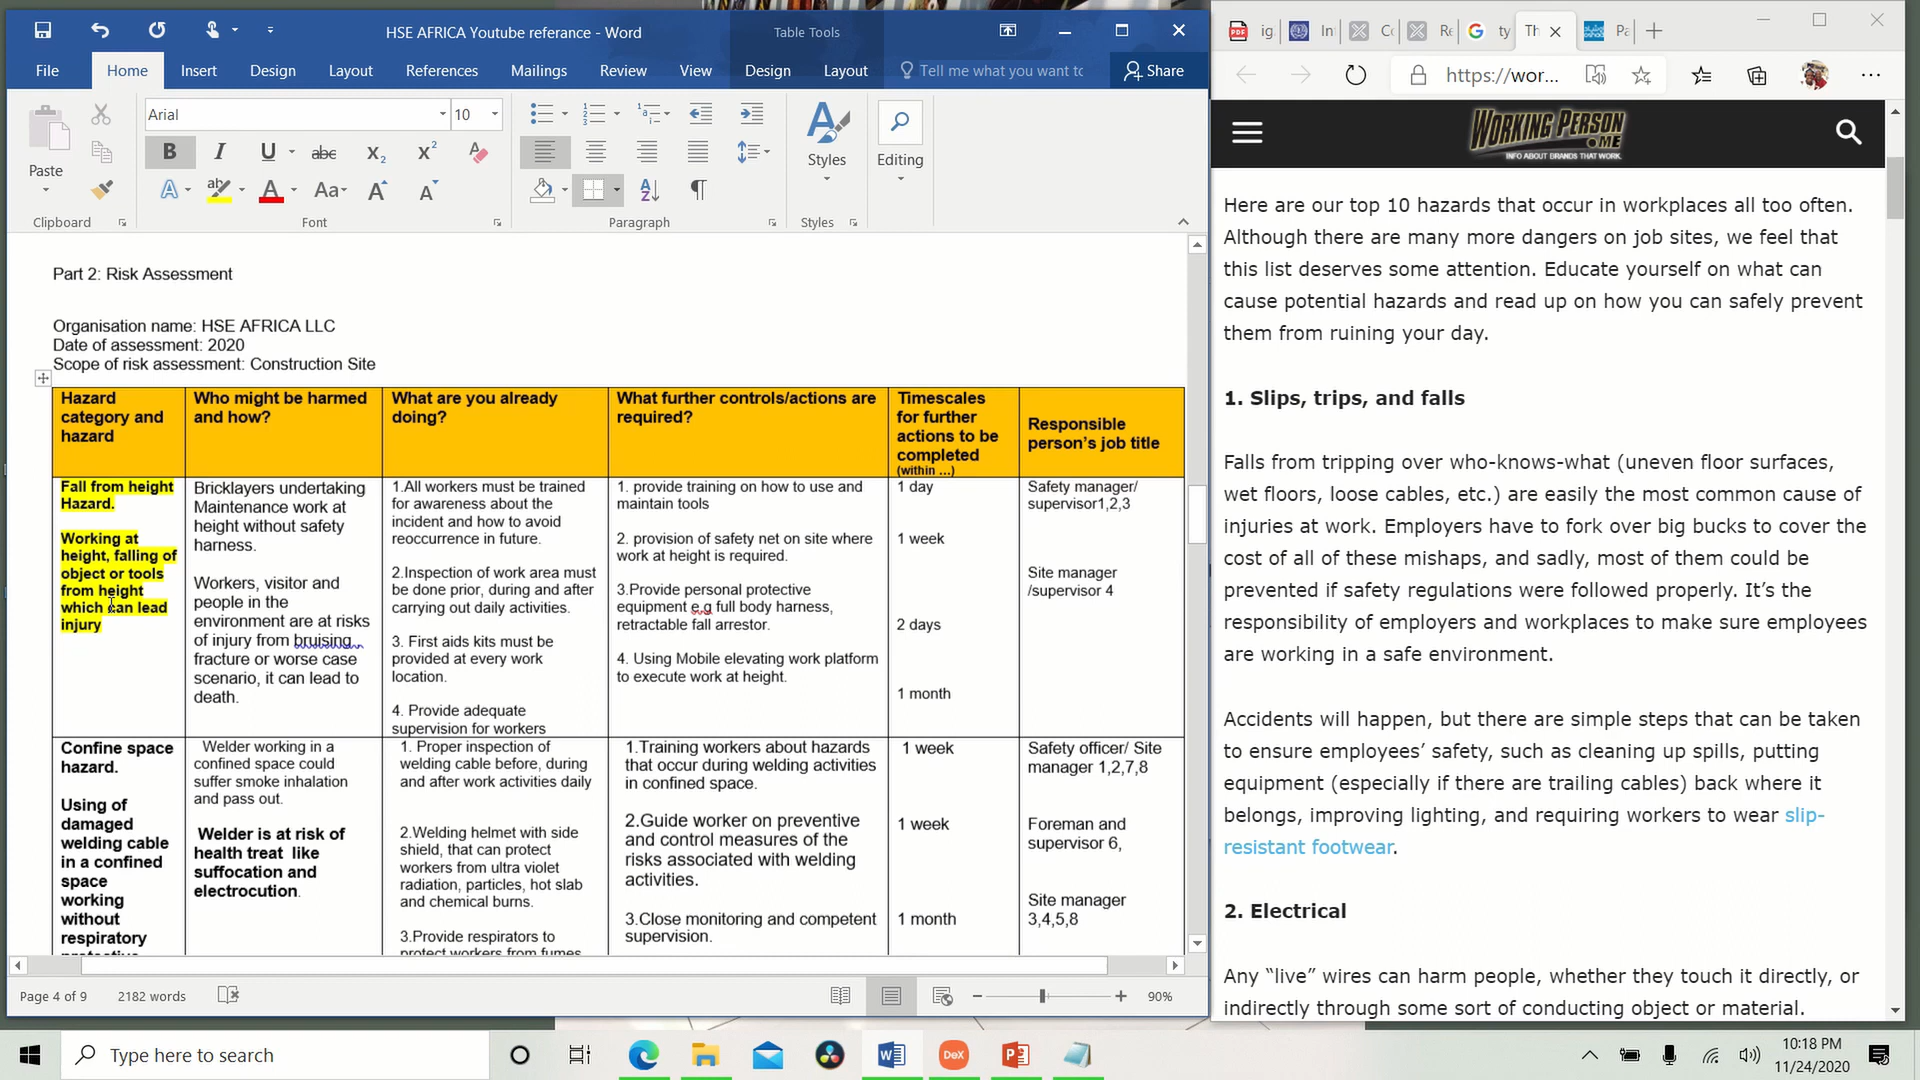 HSE AFRICA Youtube referance - Word
Table Tools
File
Home
Insert
Design
Layout
References
Mailings
Review
View
Design
Layout
Tell me what you want to
Share
Paste
Clipboard
Arial
10
Font
Paragraph
Styles
Styles
Editing
Part 2: Risk Assessment
Organisation name: HSE AFRICA LLC
Date of assessment: 2020
Scope of risk assessment: Construction Site
Hazard
category and
hazard
Who might be harmed
and how?
What are you already
doing?
What further controls/actions are
required?
Timescales
for further
actions to be
completed
(within ...)
Responsible
person's job title
Fall from height
Hazard.
Working at
height, falling of
object or tools
from height
which can lead
injury
Bricklayers undertaking
Maintenance work at
height without safety
harness.
Workers, visitor and
people in the
environment are at risks
of injury from bruising,
fracture or worse case
scenario, it can lead to
death.
1.All workers must be trained
for awareness about the
incident and how to avoid
reoccurrence in future.
2.Inspection of work area must
be done prior, during and after
carrying out daily activities.
3. First aids kits must be
provided at every work
location.
4. Provide adequate
supervision for workers
1. provide training on how to use and
maintain tools
2. provision of safety net on site where
work at height is required.
3.Provide personal protective
equipment e.g full body harness,
retractable fall arrestor.
4. Using Mobile elevating work platform
to execute work at height.
1 day
1 week
2 days
1 month
Safety manager/
supervisor1,2,3
Site manager
/supervisor 4
Confine space
hazard.
Using of
damaged
welding cable
in a confined
space
working
without
respiratory
protective
Welder working in a
confined space could
suffer smoke inhalation
and pass out.
Welder is at risk of
health treat like
suffocation and
electrocution.
1. Proper inspection of
welding cable before, during
and after work activities daily
2.Welding helmet with side
shield, that can protect
workers from ultra violet
radiation, particles, hot slab
and chemical burns.
3.Provide respirators to
protect workers from fumes
1.Training workers about hazards
that occur during welding activities
in confined space.
2.Guide worker on preventive
and control measures of the
risks associated with welding
activities.
3.Close monitoring and competent
supervision.
1 week
1 week
1 month
Safety officer/ Site
manager 1,2,7,8
Foreman and
supervisor 6,
Site manager
3,4,5,8
Page 4 of 9
2182 words
90%
ig
In
Cc
Re
ty
Th
Pa
https://wor...
WORKING PERSON
.ME
INFO ABOUT BRANDS THAT WORK.
Here are our top 10 hazards that occur in workplaces all too often.
Although there are many more dangers on job sites, we feel that
this list deserves some attention. Educate yourself on what can
cause potential hazards and read up on how you can safely prevent
them from ruining your day.
1. Slips, trips, and falls
Falls from tripping over who-knows-what (uneven floor surfaces,
wet floors, loose cables, etc.) are easily the most common cause of
injuries at work. Employers have to fork over big bucks to cover the
cost of all of these mishaps, and sadly, most of them could be
prevented if safety regulations were followed properly. It's the
responsibility of employers and workplaces to make sure employees
are working in a safe environment.
Accidents will happen, but there are simple steps that can be taken
to ensure employees' safety, such as cleaning up spills, putting
equipment (especially if there are trailing cables) back where it
belongs, improving lighting, and requiring workers to wear slip-
resistant footwear.
2. Electrical
Any "live" wires can harm people, whether they touch it directly, or
indirectly through some sort of conducting object or material.
Type here to search
DeX
10:18 PM
11/24/2020